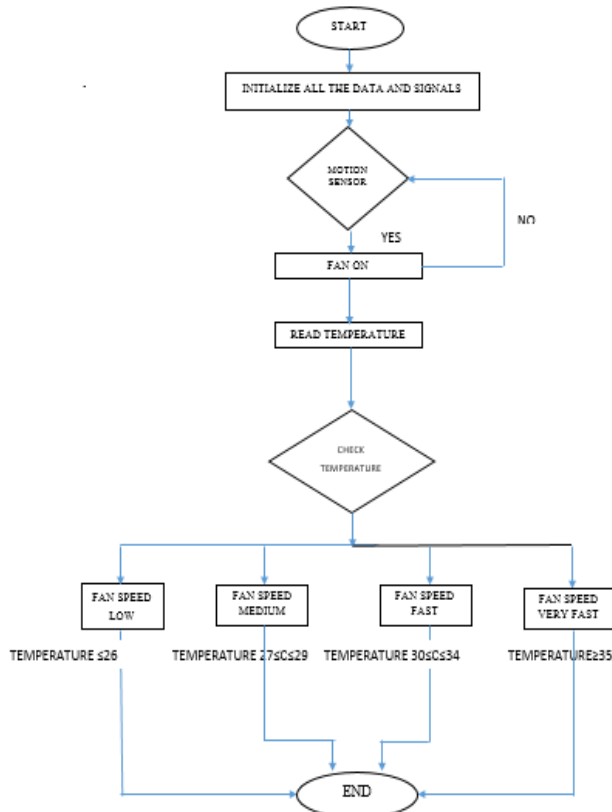 START
INITIALIZE ALL THE DATA AND SIGNALS
MOTION
SENSOR
NO
YES
FAN ON
READ TEMPERATURE
CHECK
TEMPERATURE
FAN SPEED
LOW
FAN SPEED
MEDIUM
FAN SPEED
FAST
FAN SPEED
VERY FAST
TEMPERATURE ≤26
TEMPERATURE 27≤C≤29
TEMPERATURE 30≤C≤34
TEMPERATURE≥35
END